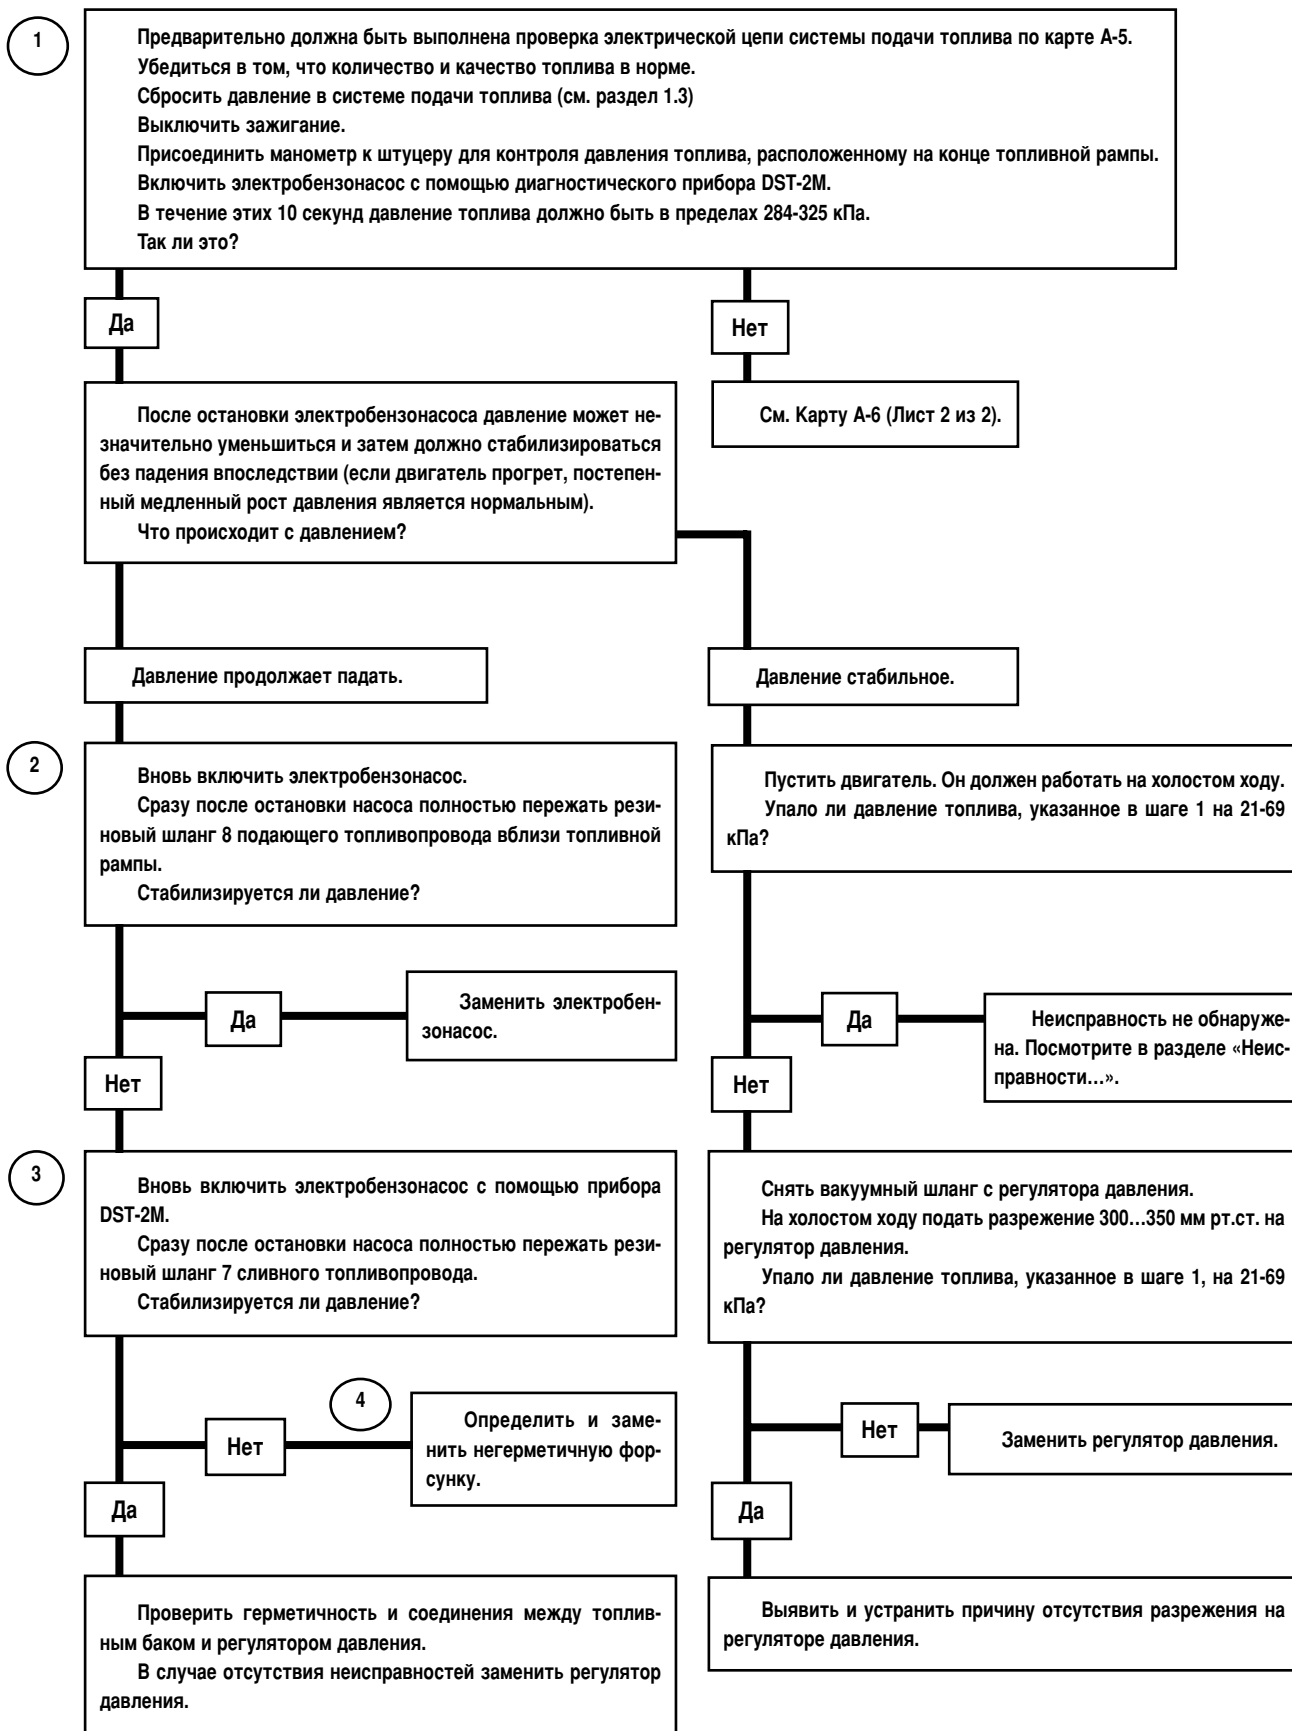 1
Предварительно должна быть выполнена проверка электрической цепи системы подачи топлива по карте А-5.
Убедиться в том, что количество и качество топлива в норме.
Сбросить давление в системе подачи топлива (см. раздел 1.3)
Выключить зажигание.
Присоединить манометр к штуцеру для контроля давления топлива, расположенному на конце топливной рампы.
Включить электробензонасос с помощью диагностического прибора DST-2M.
В течение этих 10 секунд давление топлива должно быть в пределах 284-325 кПа.
Так ли это?
Да
Нет
После остановки электробензонасоса давление может не-
значительно уменьшиться и затем должно стабилизироваться
без падения впоследствии (если двигатель прогрет, постепен-
ный медленный рост давления является нормальным).
Что происходит с давлением?
См. Карту А-6 (Лист 2 из 2).
Давление продолжает падать.
Давление стабильное.
2
Вновь включить электробензонасос.
Сразу после остановки насоса полностью пережать рези-
новый шланг 8 подающего топливопровода вблизи топливной
рампы.
Стабилизируется ли давление?
Пустить двигатель. Он должен работать на холостом ходу.
Упало ли давление топлива, указанное в шаге 1 на 21-69
кПа?
Да
Заменить электробен-
зонасос.
Да
Неисправность не обнаруже-
на. Посмотрите в разделе «Неис-
правности...».
Нет
Нет
3
Вновь включить электробензонасос с помощью прибора
DST-2M.
Сразу после остановки насоса полностью пережать рези-
новый шланг 7 сливного топливопровода.
Стабилизируется ли давление?
Снять вакуумный шланг с регулятора давления.
На холостом ходу подать разрежение 300...350 мм рт.ст. на
регулятор давления.
Упало ли давление топлива, указанное в шаге 1, на 21-69
кПа?
Нет
4
Определить и заме-
нить негерметичную фор-
сунку.
Нет
Заменить регулятор давления.
Да
Да
Проверить герметичность и соединения между топлив-
ным баком и регулятором давления.
В случае отсутствия неисправностей заменить регулятор
давления.
Выявить и устранить причину отсутствия разрежения на
регуляторе давления.